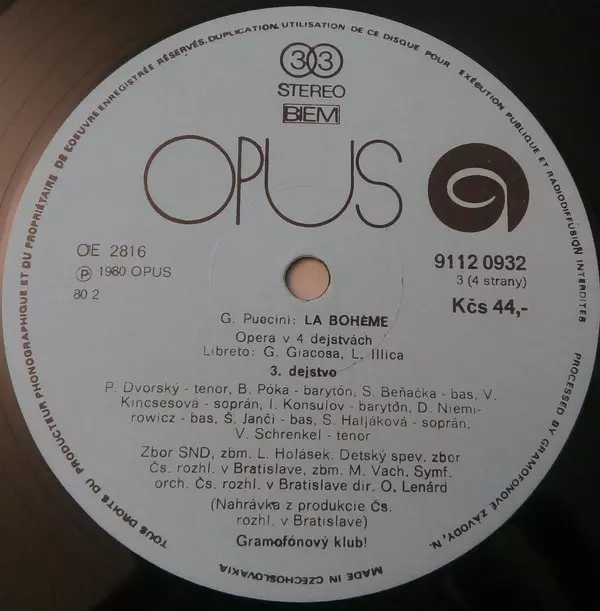 TOUS DROITS DU PRODUCTEUR PHONOGRAPHIQUE ET DU PROPRIÉTAIRE DE L'OEUVRE ENREGISTRÉE RÉSERVÉS. DUPLICATION. UTILISATION DE CE DISQUE POUR EXÉCUTION PUBLIQUE ET RADIODIFFUSION INTERDITES
33
STEREO
BIEM
OPUS
OE 2816
Ⓟ 1980 OPUS
80 2
9112 0932
3 (4 strany)
Kčs 44,-
G. Puecini: LA BOHÈME
Opera v 4 dejstvách
Libreto: G. Giacosa, L. Illica
3. dejstvo
P. Dvorský - tenor, B. Póka - barytón, S. Beňačka - bas, V.
Kincsesová - soprán, I. Konsulov - barytón, D. Niemi-
rowicz - bas, Š. Janči - bas, S. Haljáková - soprán,
V. Schrenkel - tenor
Zbor SND, zbm. L. Holásek. Detský spev. zbor
Čs. rozhl. v Bratislave, zbm. M. Vach, Symf.
orch. Čs. rozhl. v Bratislave dir. O. Lenárd
(Nahrávka z produkcie Čs.
rozhl. v Bratislave)
Gramofónový klub!
PROCESSED BY GRAMOFONOVÉ ZÁVODY, N.
MADE IN CZECHOSLOVAKIA